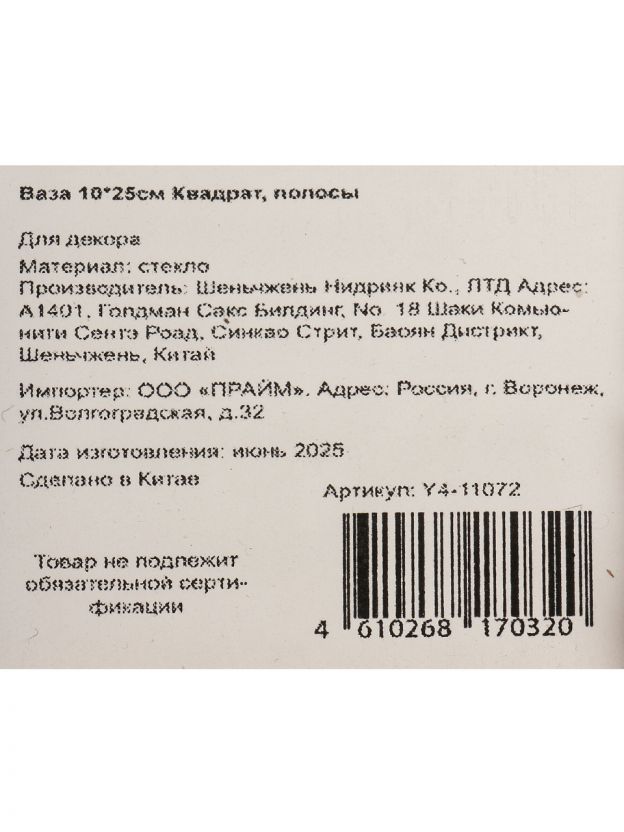 Ваза 10*25см Квадрат, полосы
Для декора
Материал: стекло
Производитель: Шеньчжень Нидринк Ко., ЛТД Адрес:
А1401, Голдман Сакс Билдинг, No. 18 Шаки Комью-
нити Сентэ Роад, Синкао Стрит, Баоян Дистрикт,
Шеньчжень, Китай
Импортер: ООО «ПРАЙМ». Адрес: Россия, г. Воронеж,
ул.Волгоградская, д.32
Дата изготовления: июнь 2025
Сделано в Китае
Артикул: Y4-11072
Товар не подлежит
обязательной серти-
фикации
4 610268 170320